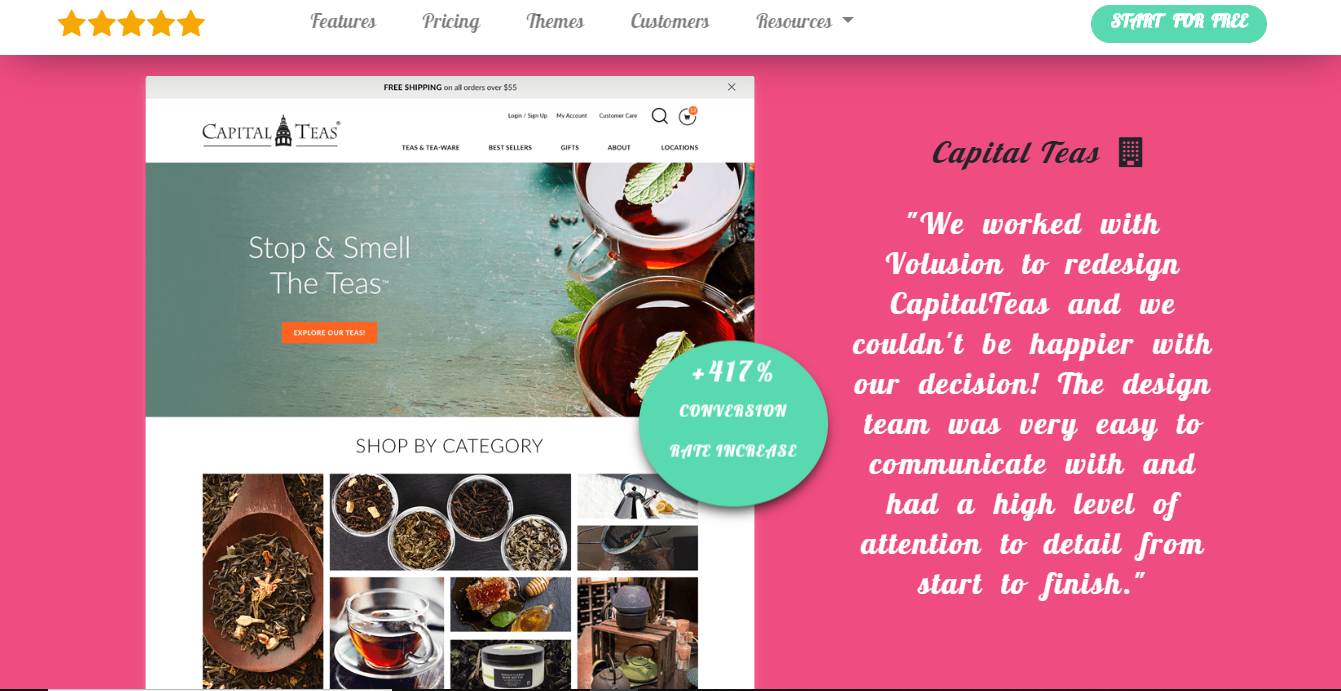 Features Pricing Themes Customers Resources START FOR FREE
FREE SHIPPING on all orders over $55
Login / Sign Up My Account Customer Care 12
CAPITAL TEAS®
TEAS & TEA-WARE BEST SELLERS GIFTS ABOUT LOCATIONS
Stop & Smell
The Teas™
EXPLORE OUR TEAS!
SHOP BY CATEGORY
+417%
CONVERSION
RATE INCREASE
Capital Teas
"We worked with
Volusion to redesign
CapitalTeas and we
couldn't be happier with
our decision! The design
team was very easy to
communicate with and
had a high level of
attention to detail from
start to finish."